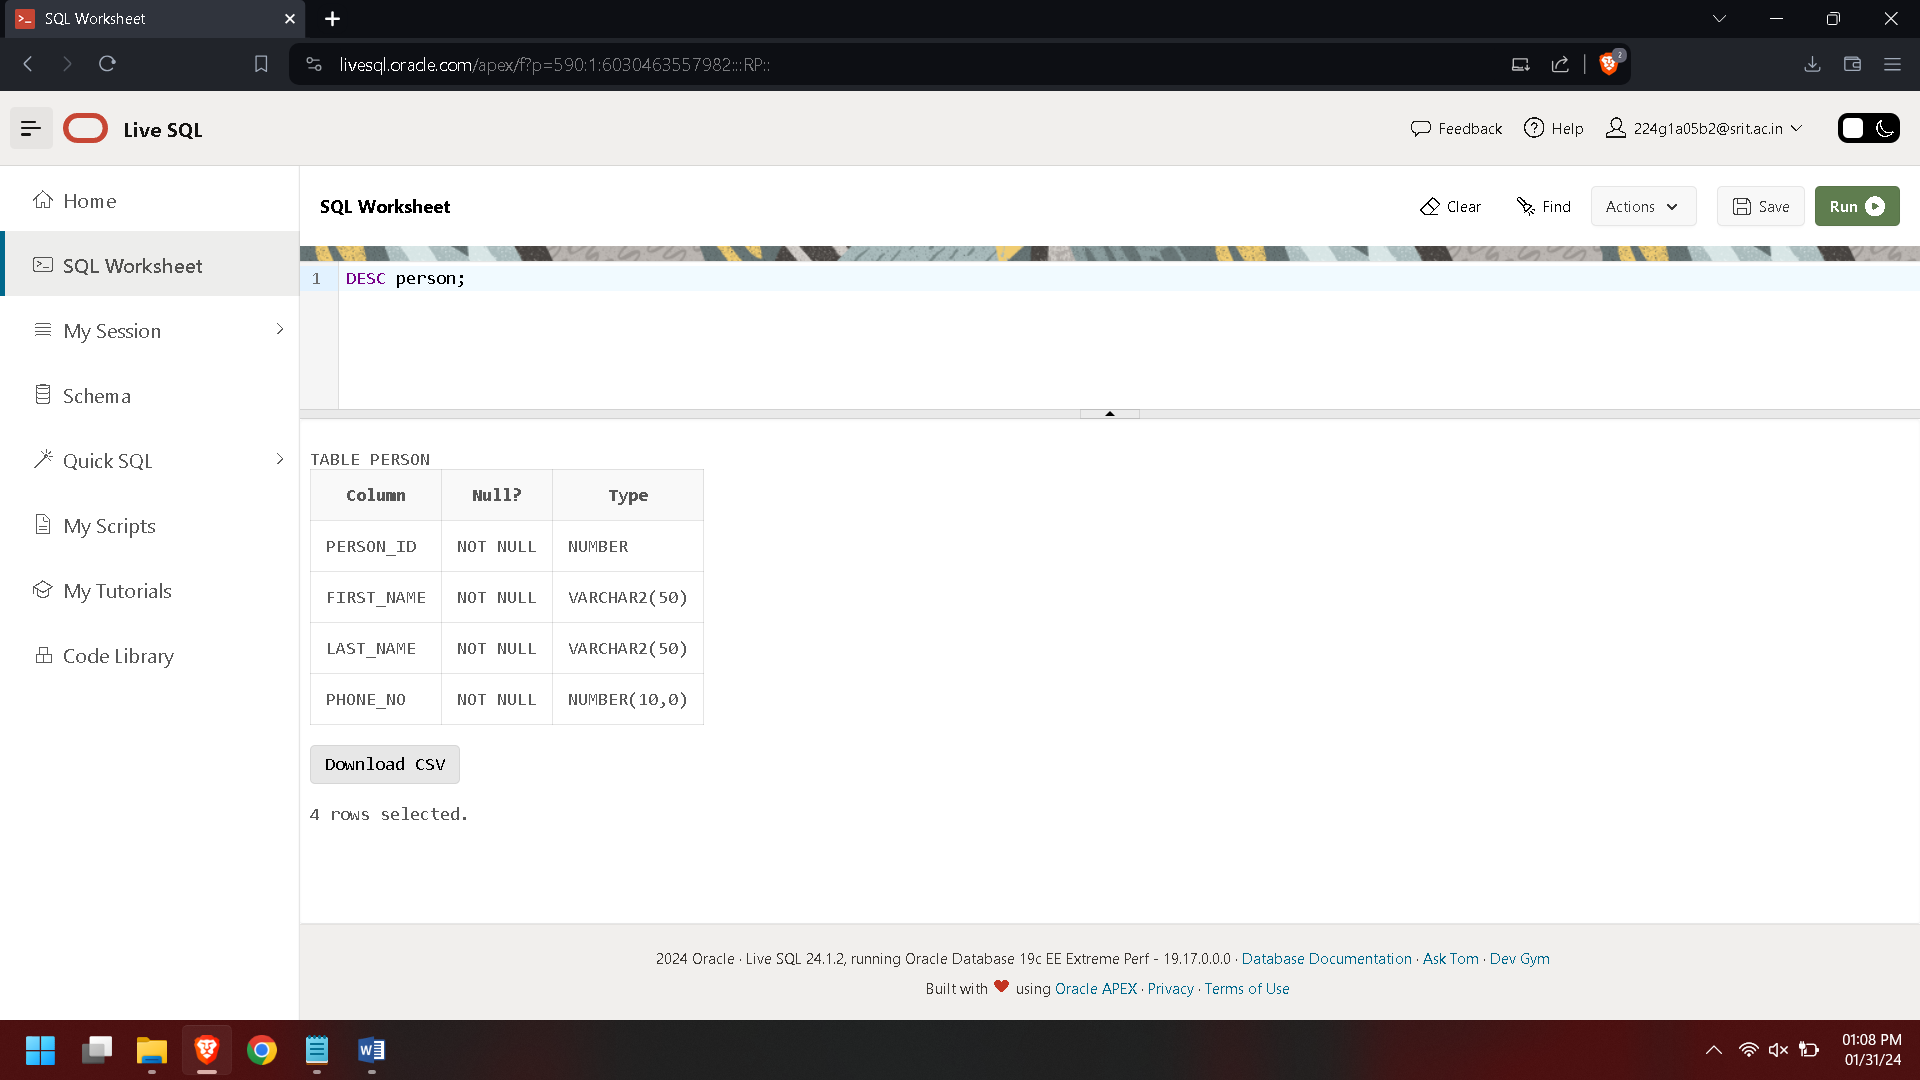 SQL Worksheet
livesql.oracle.com/apex/f?p=590:1:6030463557982:::RP::
2
Live SQL
Feedback
Help
224g1a05b2@srit.ac.in
Home
SQL Worksheet
My Session
Schema
Quick SQL
My Scripts
My Tutorials
Code Library
SQL Worksheet
Clear
Find
Actions
Save
Run
1 DESC person;
TABLE PERSON
Column Null? Type
PERSON_ID NOT NULL NUMBER
FIRST_NAME NOT NULL VARCHAR2(50)
LAST_NAME NOT NULL VARCHAR2(50)
PHONE_NO NOT NULL NUMBER(10,0)
Download CSV
4 rows selected.
2024 Oracle · Live SQL 24.1.2, running Oracle Database 19c EE Extreme Perf - 19.17.0.0.0 · Database Documentation · Ask Tom · Dev Gym
Built with ❤ using Oracle APEX · Privacy · Terms of Use
01:08 PM
01/31/24